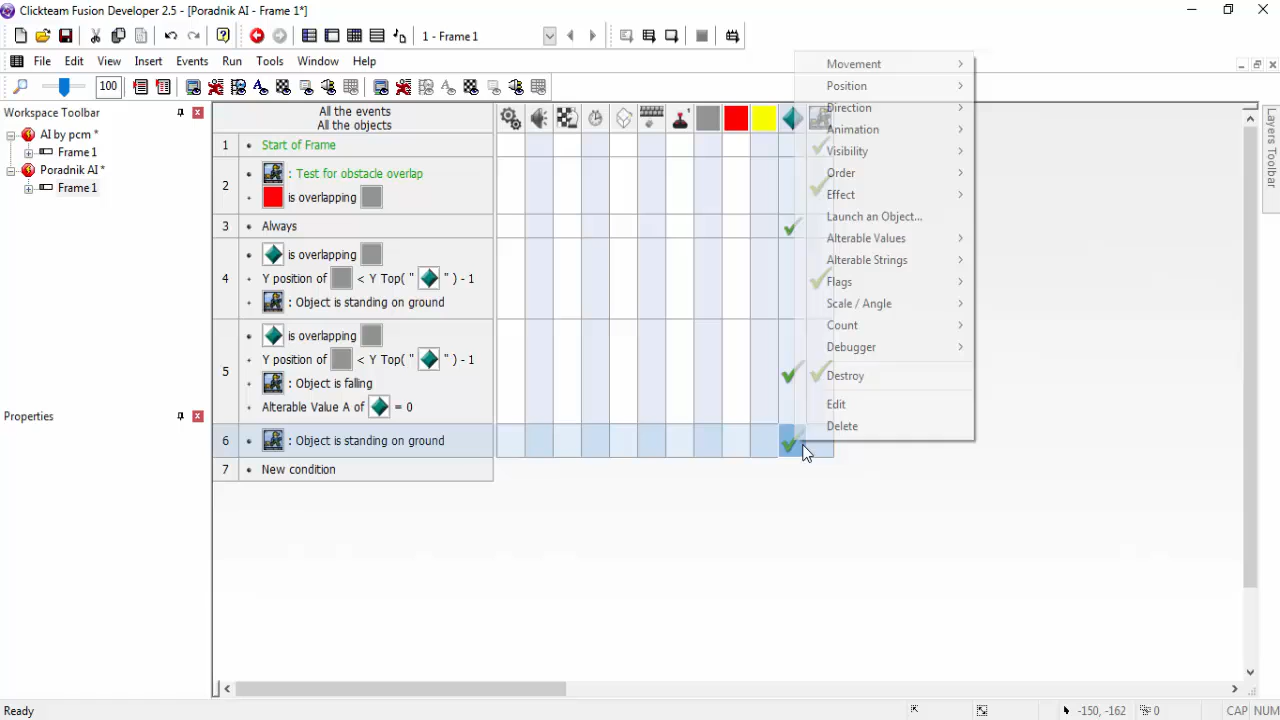 Clickteam Fusion Developer 2.5 - [Poradnik AI - Frame 1*]
1 - Frame 1
File Edit View Insert Events Run Tools Window Help
100
Workspace Toolbar
AI by pcm *
Frame 1
Poradnik AI *
Frame 1
Properties
All the events
All the objects
1 Start of Frame
2 : Test for obstacle overlap
is overlapping
3 Always
4 is overlapping
Y position of < Y Top( " " ) - 1
: Object is standing on ground
5 is overlapping
Y position of < Y Top( " " ) - 1
: Object is falling
Alterable Value A of = 0
6 : Object is standing on ground
7 New condition
Movement
Position
Direction
Animation
Visibility
Order
Effect
Launch an Object...
Alterable Values
Alterable Strings
Flags
Scale / Angle
Count
Debugger
Destroy
Edit
Delete
Layers Toolbar
Ready
-150, -162
0
CAP NUM